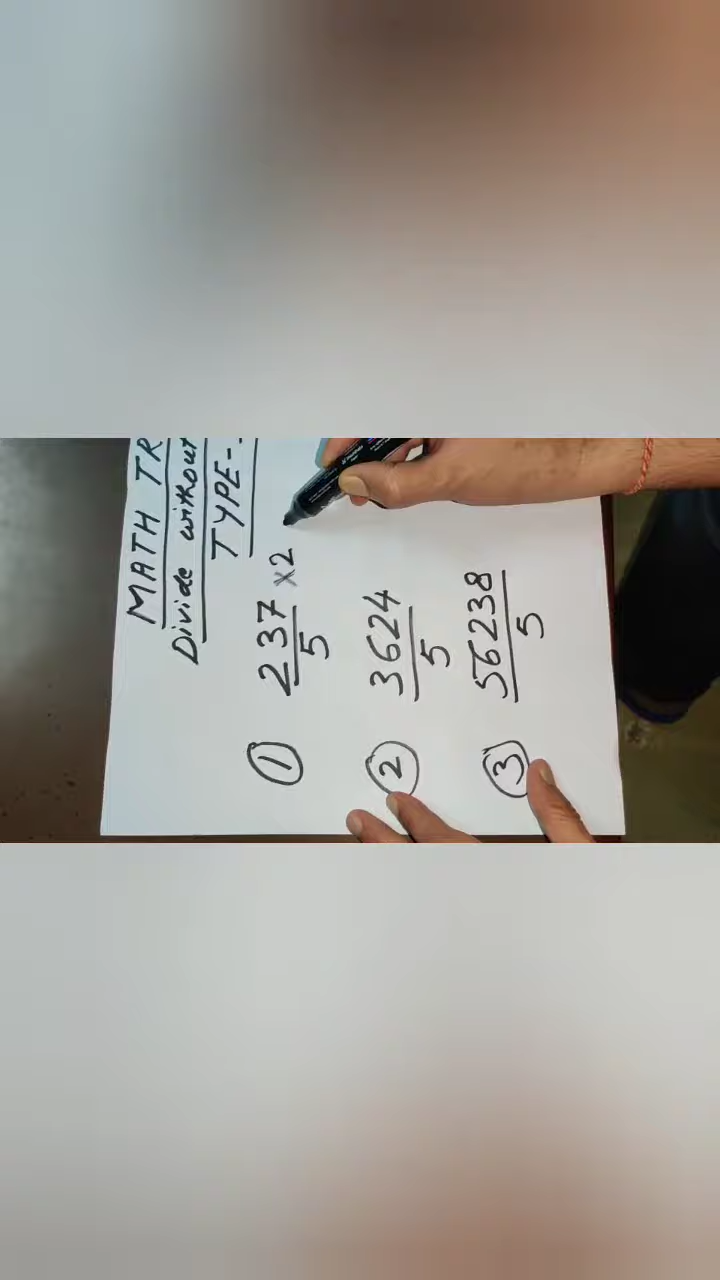 MATH TR
Divide without
TYPE-
① 237 × 2
5
② 3624
5
③ 56238
5